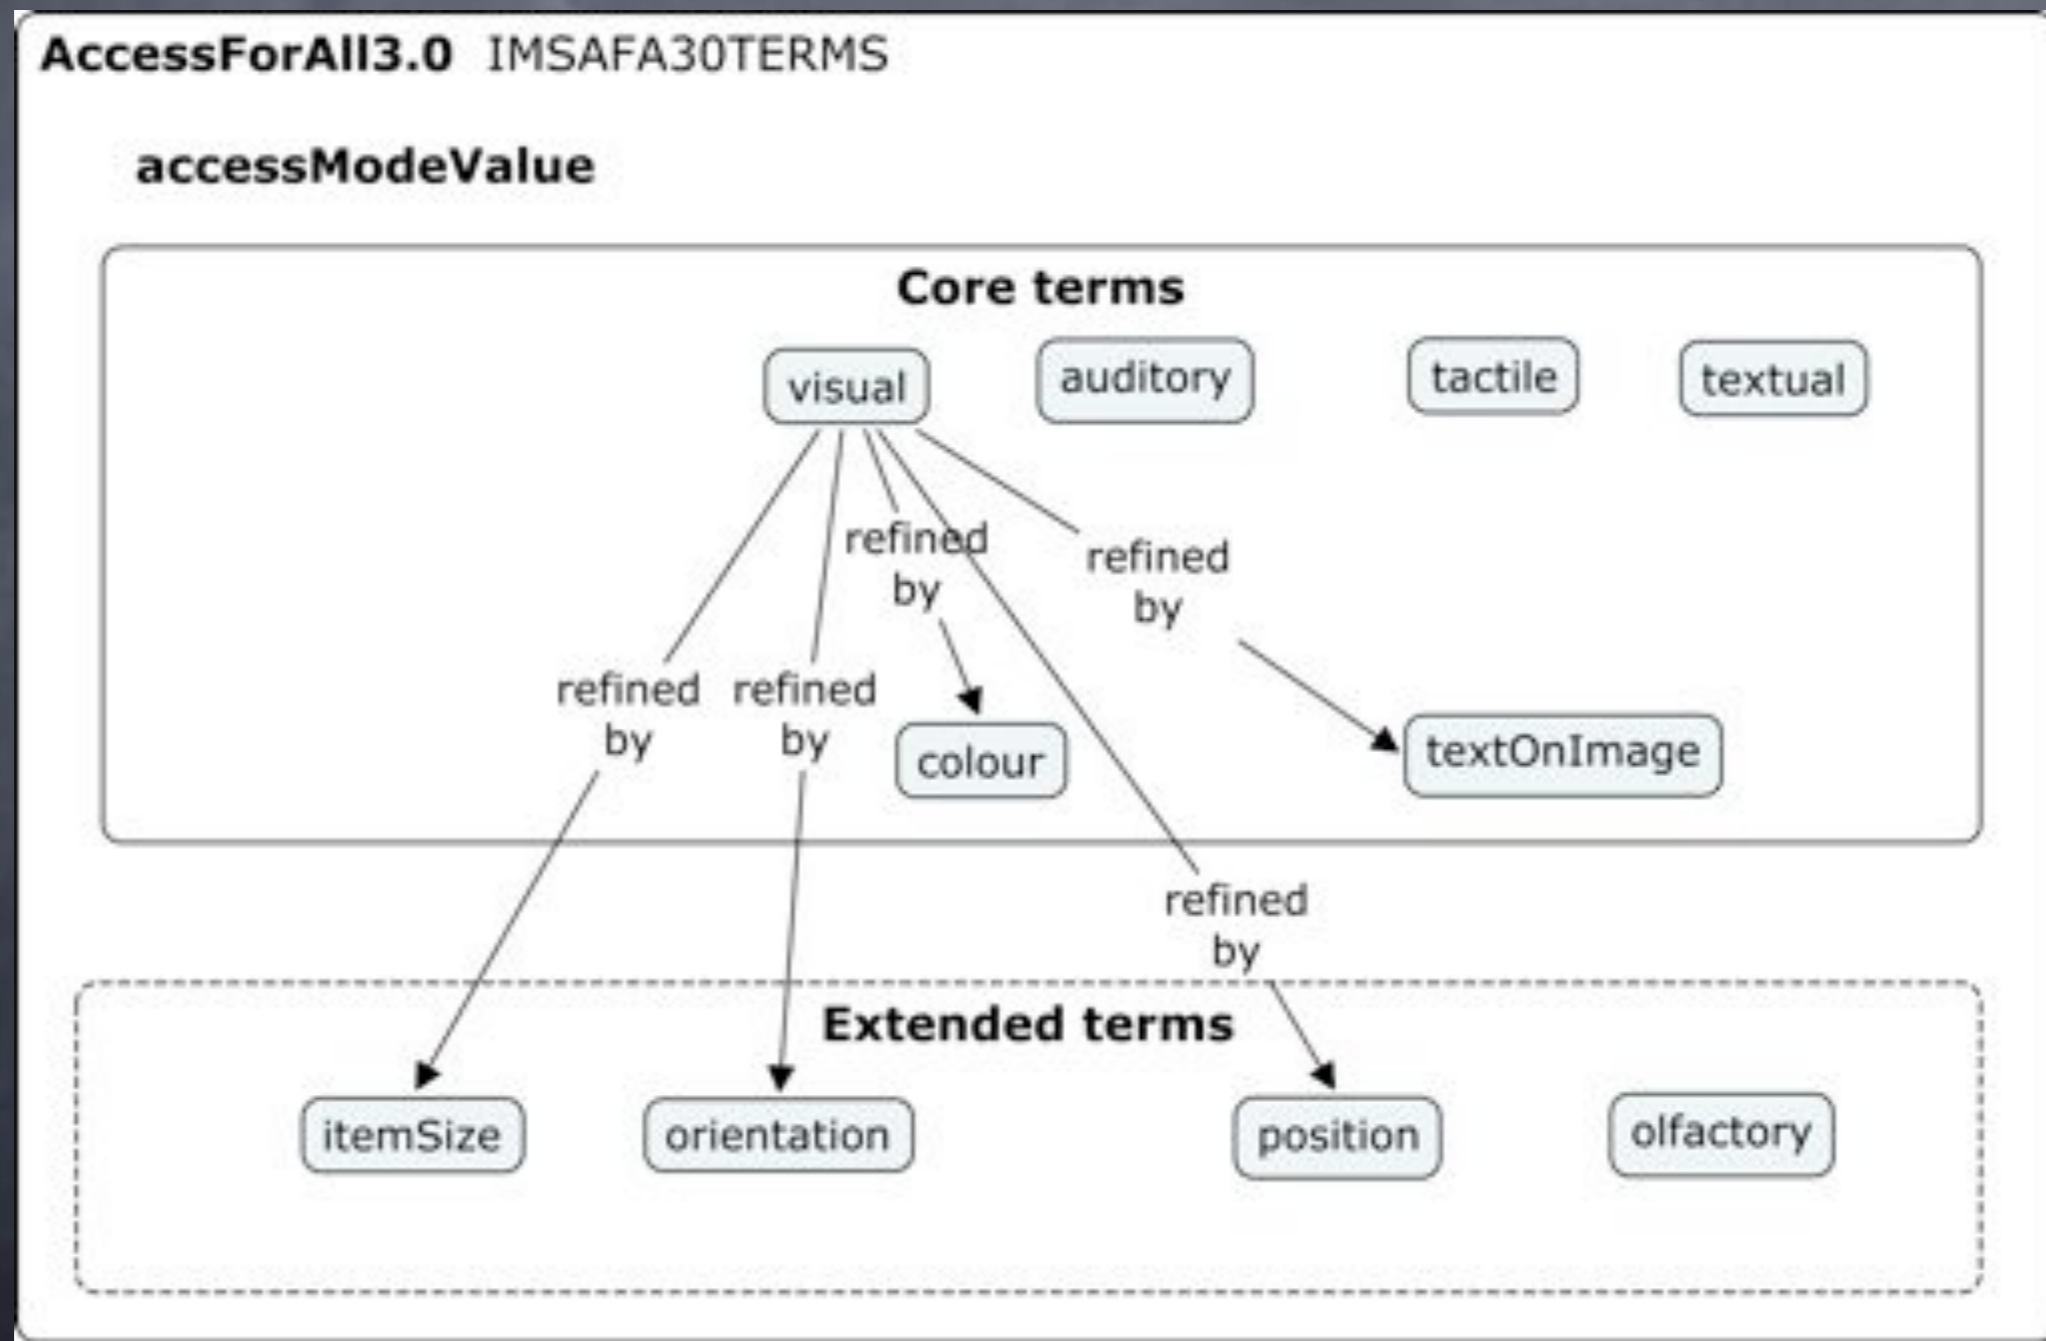 AccessForAll3.0 IMSAFA30TERMS
accessModeValue
Core terms
visual
auditory
tactile
textual
refined
by
refined
by
refined
by
refined
by
colour
textOnImage
refined
by
Extended terms
itemSize
orientation
position
olfactory